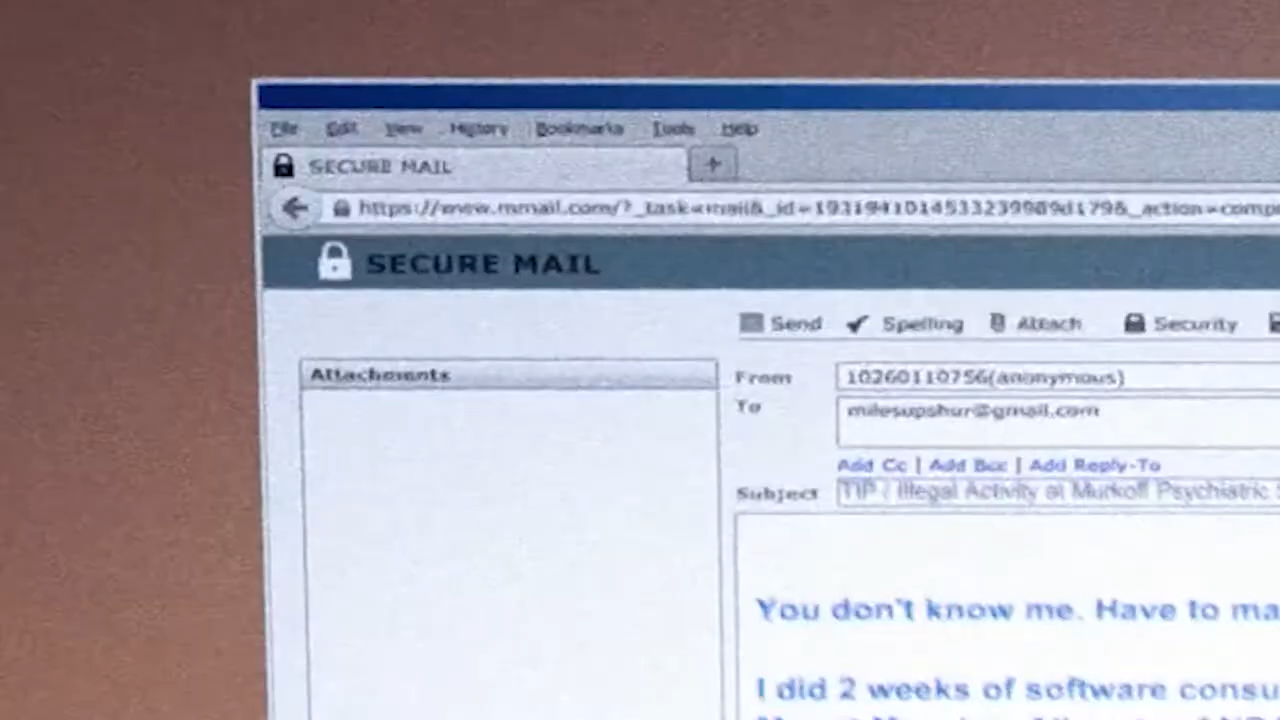 File Edit View History Bookmarks Tools Help
SECURE MAIL
+
SECURE MAIL
Send Spelling Attach Security
Attachments
From 10260110756(anonymous)
To milesupshur@gmail.com
Add Cc | Add Bcc | Add Reply-To
Subject TIP / Illegal Activity at Murkoff Psychiatric
You don't know me. Have to ma
I did 2 weeks of software consu